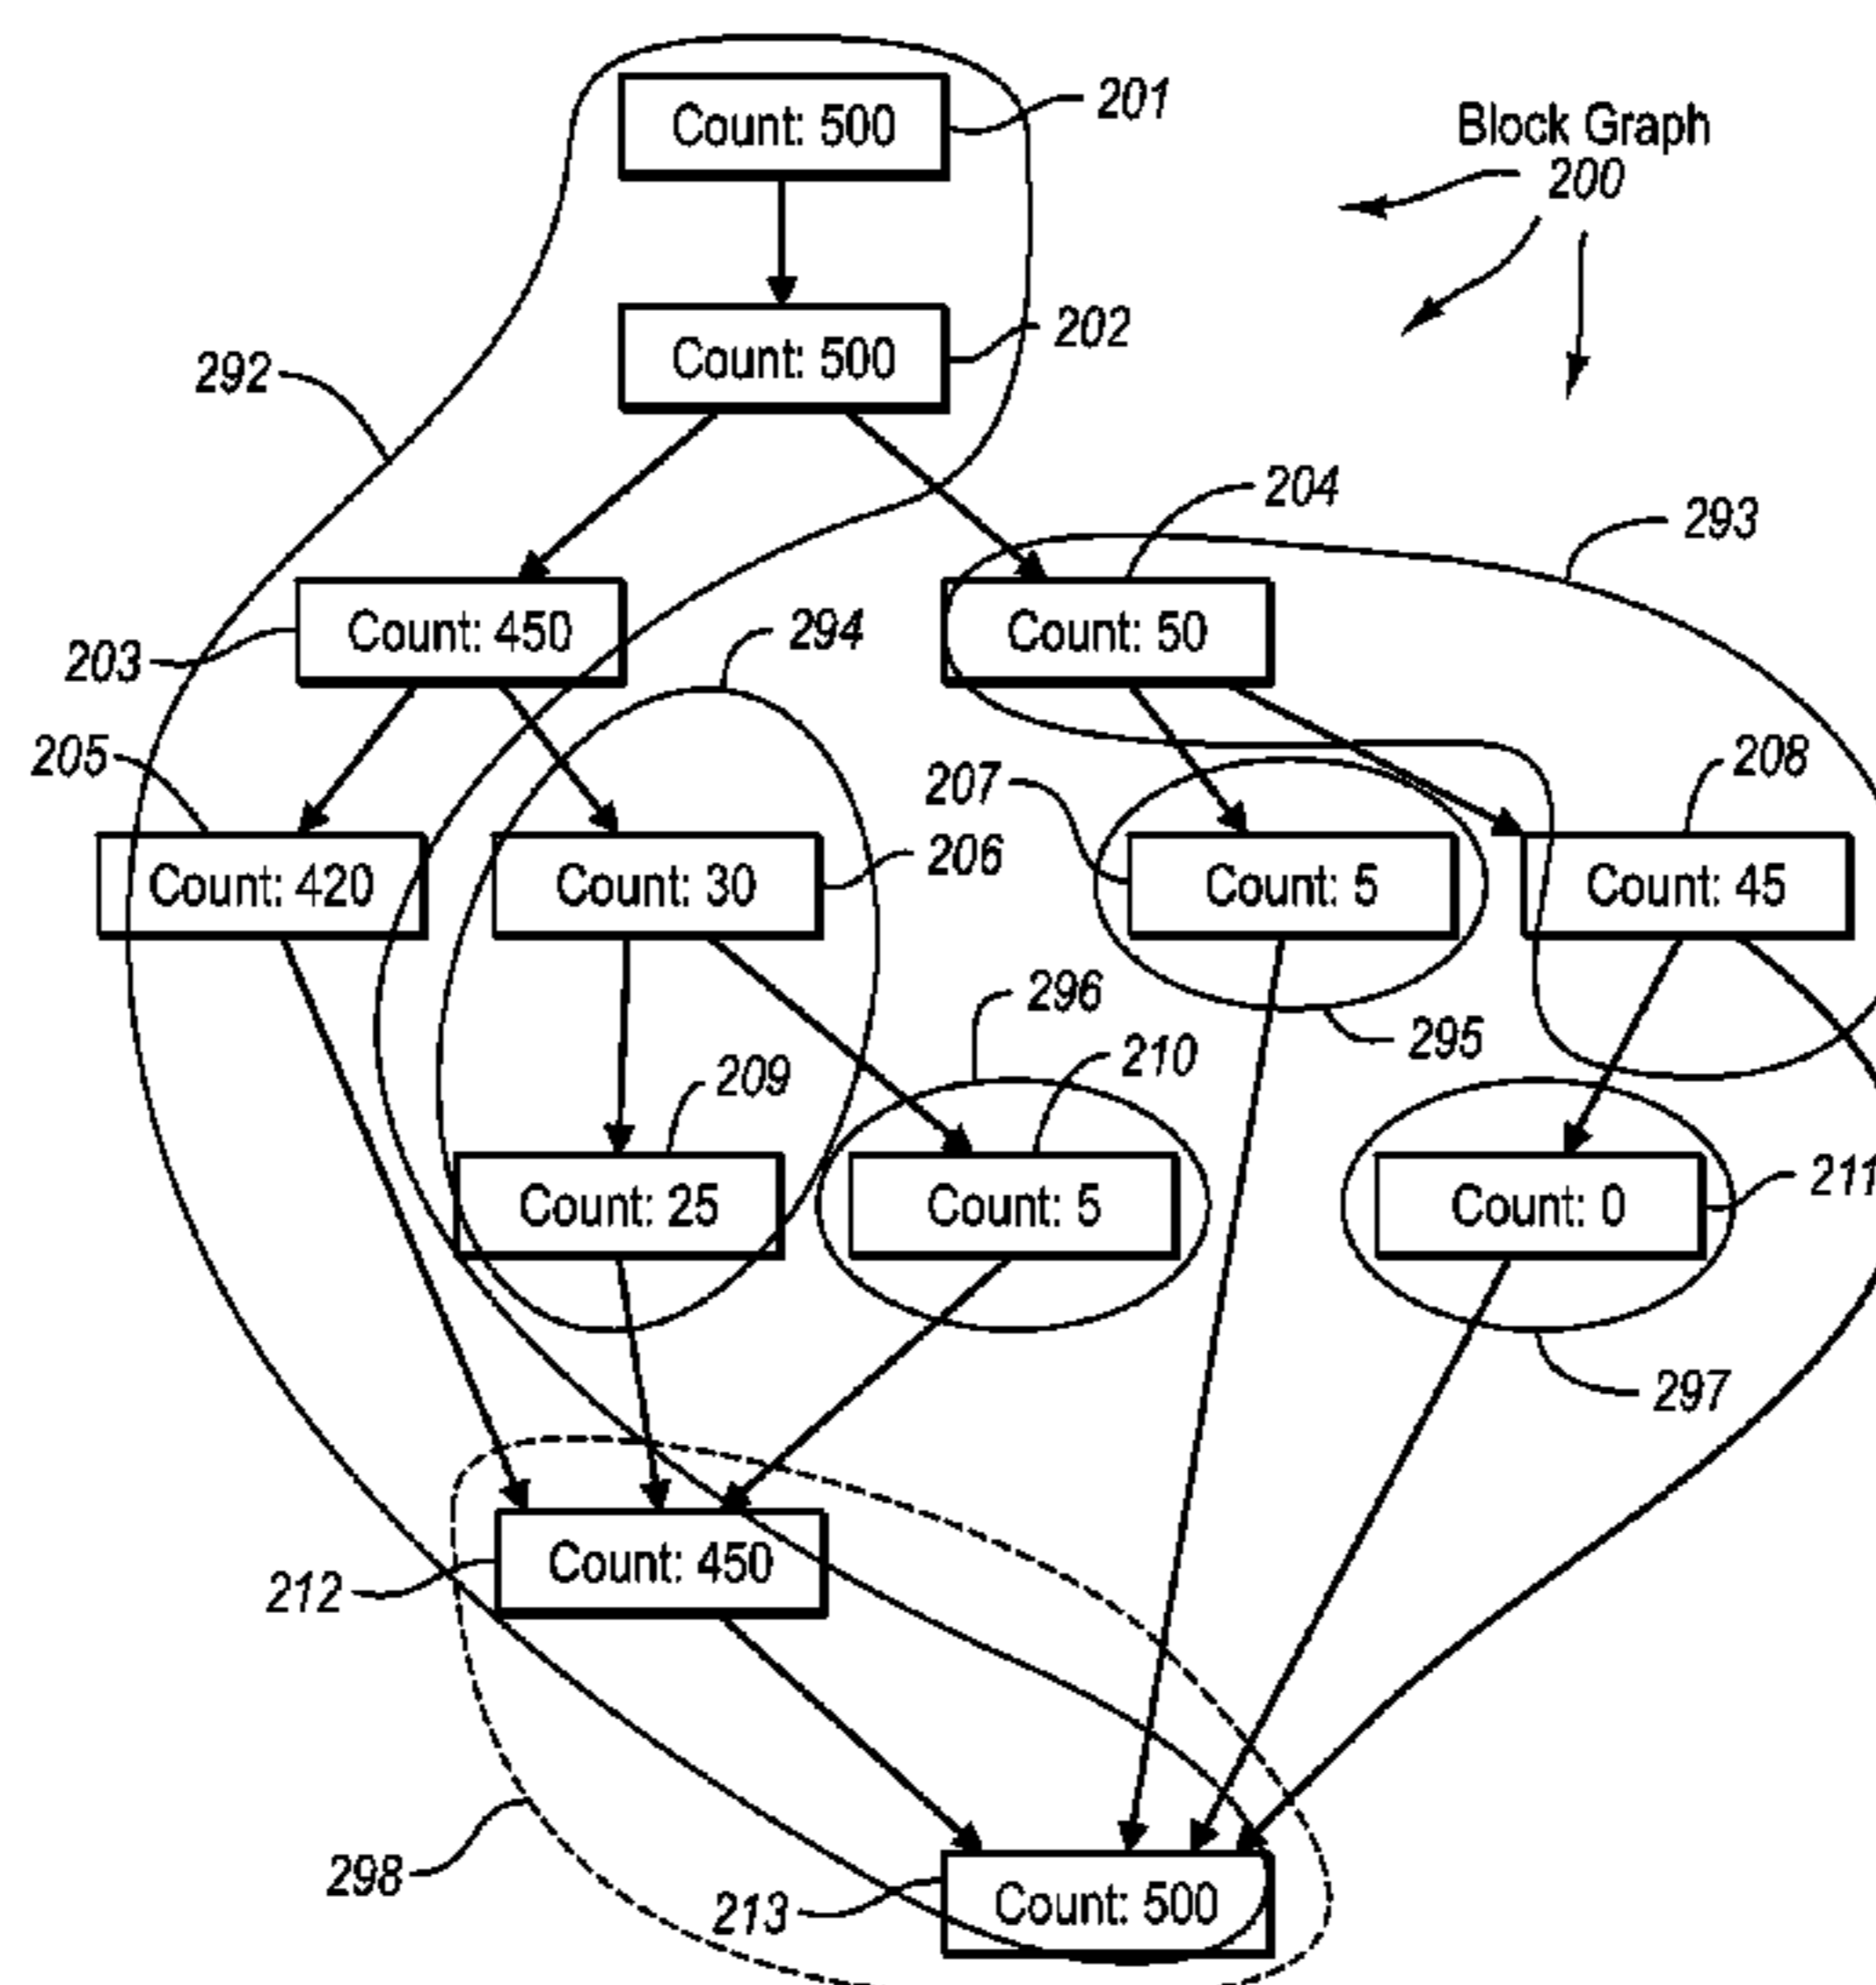 Count: 500
201
Block Graph
200
Count: 500
202
292
204
293
Count: 450
Count: 50
203
294
205
207
208
Count: 420
Count: 30
206
Count: 5
Count: 45
296
295
209
210
Count: 25
Count: 5
Count: 0
211
297
Count: 450
212
298
213
Count: 500